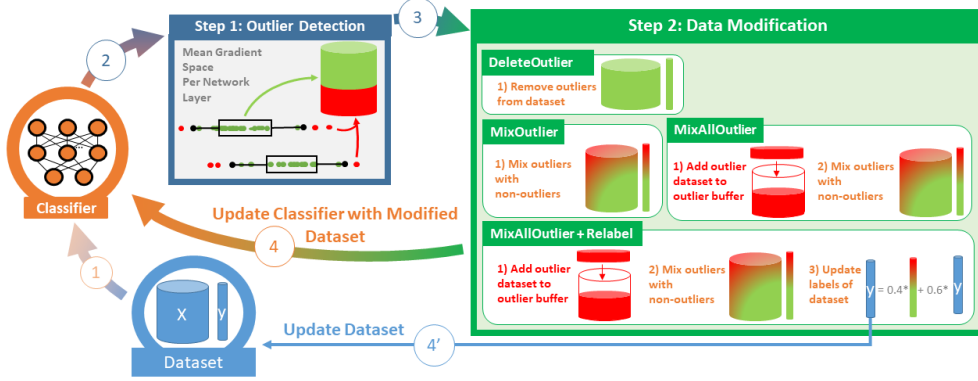 Step 1: Outlier Detection
3
Step 2: Data Modification
2
Mean Gradient
Space
Per Network
Layer
DeleteOutlier
1) Remove outliers
from dataset
MixOutlier
1) Mix outliers
with
non-outliers
MixAllOutlier
1) Add outlier
dataset to
outlier buffer
2) Mix outliers
with
non-outliers
...
Classifier
Update Classifier with Modified
Dataset
4
MixAllOutlier + Relabel
1) Add outlier
dataset to
outlier buffer
2) Mix outliers
with
non-outliers
3) Update
labels of
dataset
y = 0.4* + 0.6* y
1
X y
Dataset
Update Dataset
4’